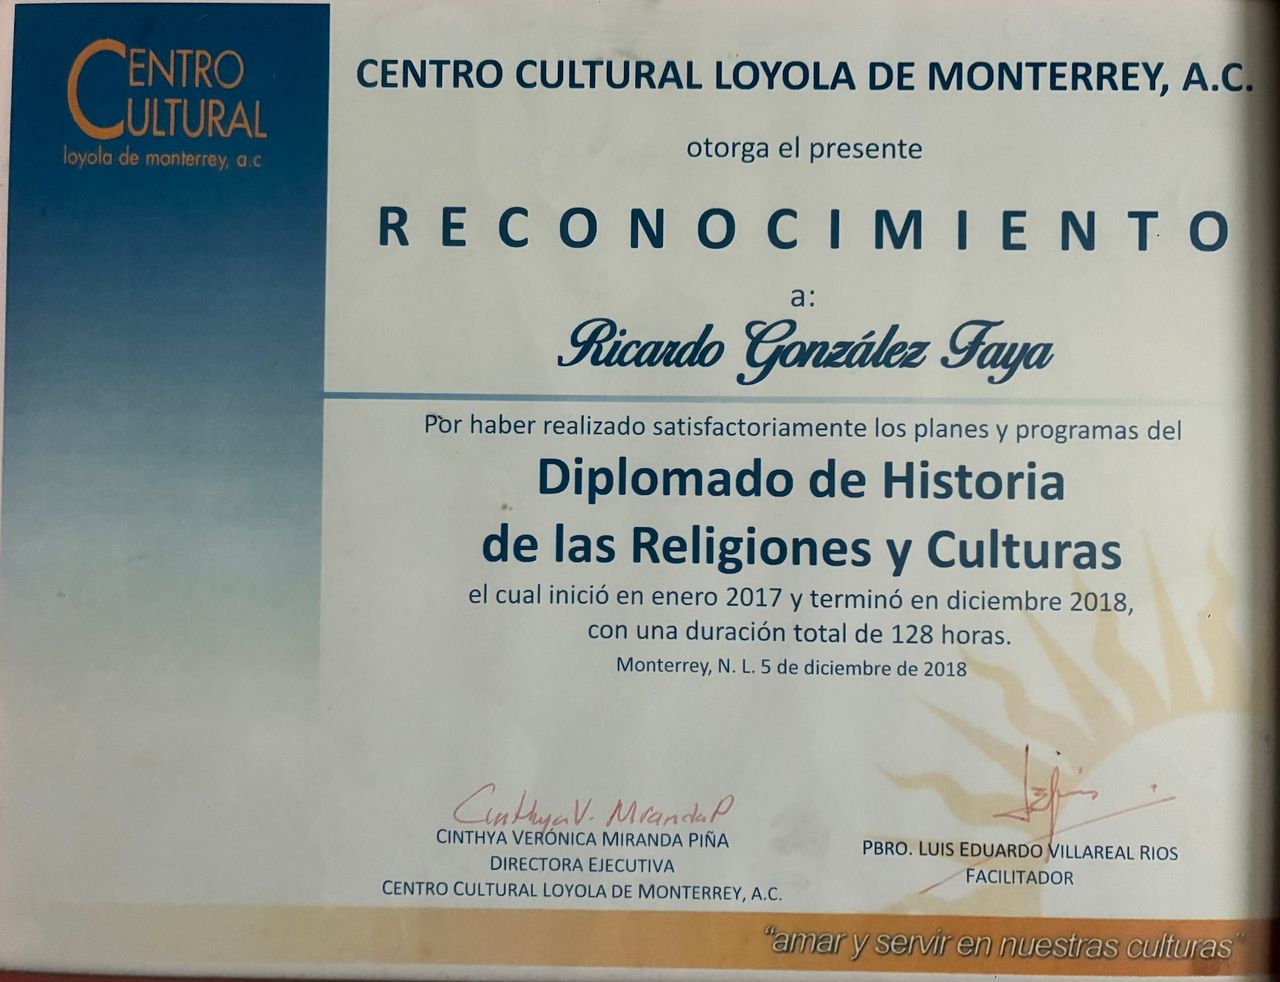 CENTRO
CULTURAL
loyola de monterrey, a.c
CENTRO CULTURAL LOYOLA DE MONTERREY, A.C.
otorga el presente
RECONOCIMIENTO
a:
Ricardo González Faya
Por haber realizado satisfactoriamente los planes y programas del
Diplomado de Historia
de las Religiones y Culturas
el cual inició en enero 2017 y terminó en diciembre 2018,
con una duración total de 128 horas.
Monterrey, N. L. 5 de diciembre de 2018
Cinthya V. Miranda P
CINTHYA VERÓNICA MIRANDA PIÑA
DIRECTORA EJECUTIVA
CENTRO CULTURAL LOYOLA DE MONTERREY, A.C.
PBRO. LUIS EDUARDO VILLAREAL RIOS
FACILITADOR
"amar y servir en nuestras culturas"